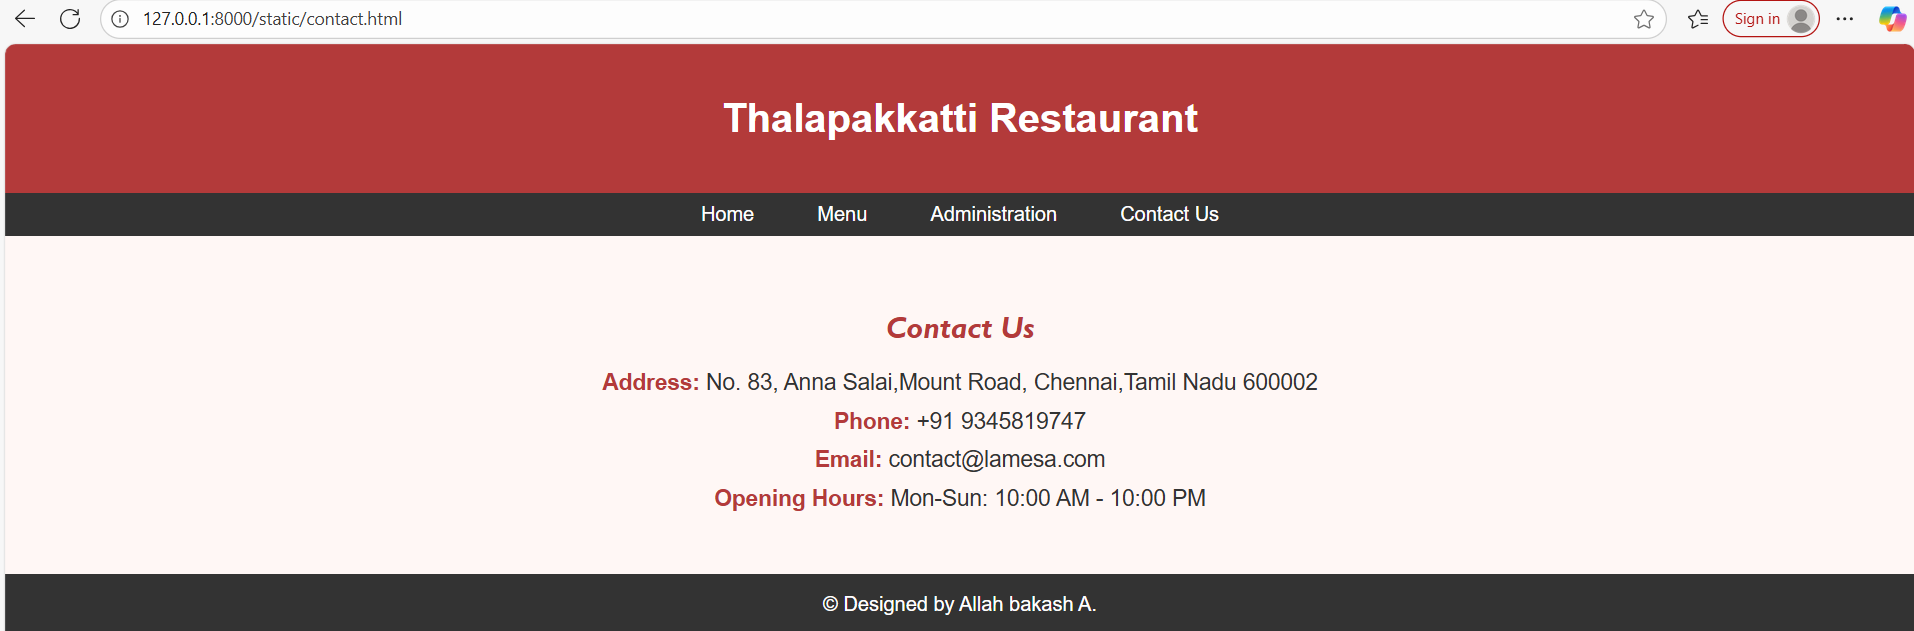 127.0.0.1:8000/static/contact.html
Sign in
Thalapakkatti Restaurant
Home Menu Administration Contact Us
Contact Us
Address: No. 83, Anna Salai,Mount Road, Chennai,Tamil Nadu 600002
Phone: +91 9345819747
Email: contact@lamesa.com
Opening Hours: Mon-Sun: 10:00 AM - 10:00 PM
© Designed by Allah bakash A.